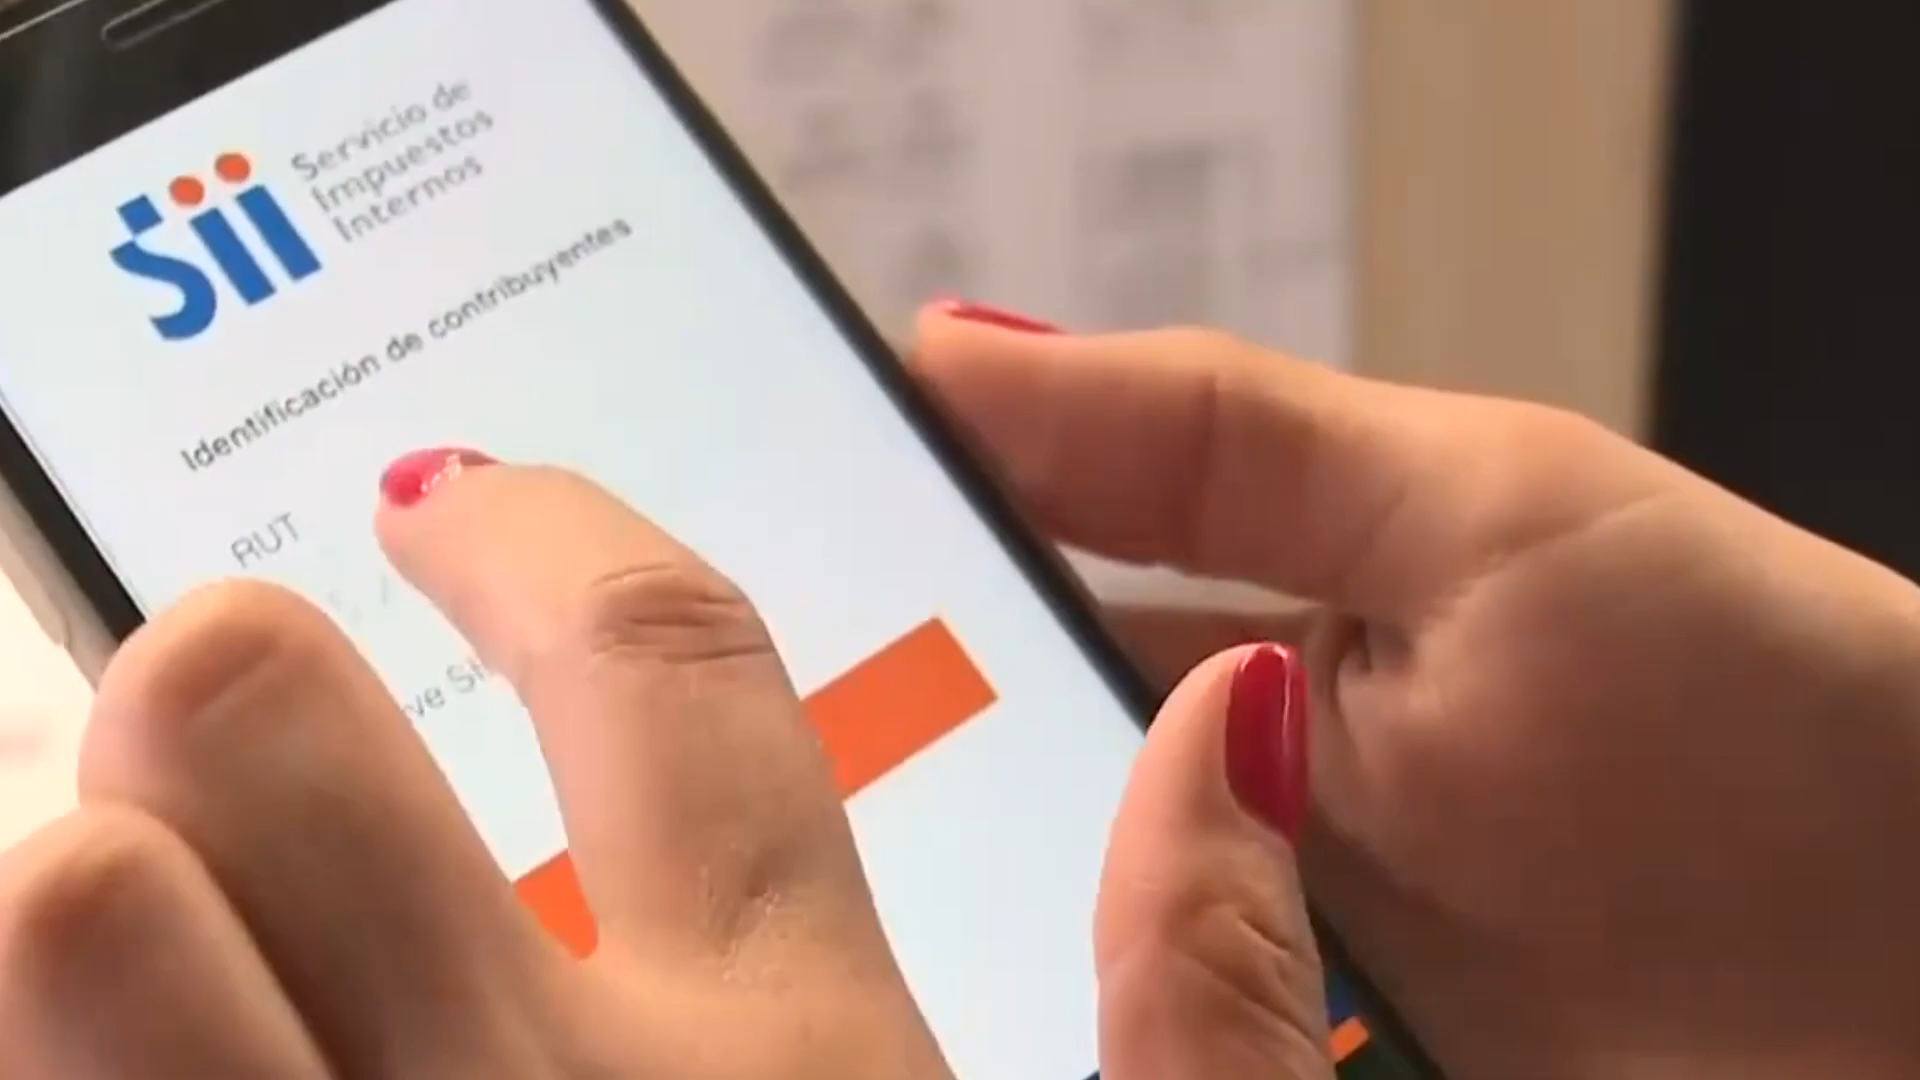 Sii
Servicio de
Impuestos
Internos
Identificación de contribuyentes
RUT